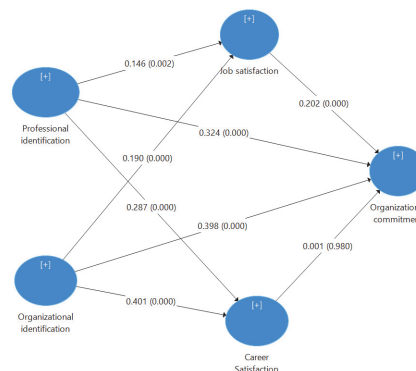 [+]
Job satisfaction
0.146 (0.002)
[+]
Professional
identification
0.202 (0.000)
0.324 (0.000)
0.190 (0.000)
[+]
Organization
commitmen
0.287 (0.000)
0.398 (0.000)
0.001 (0.980)
[+]
Organizational
identification
0.401 (0.000)
[+]
Career
Satisfaction